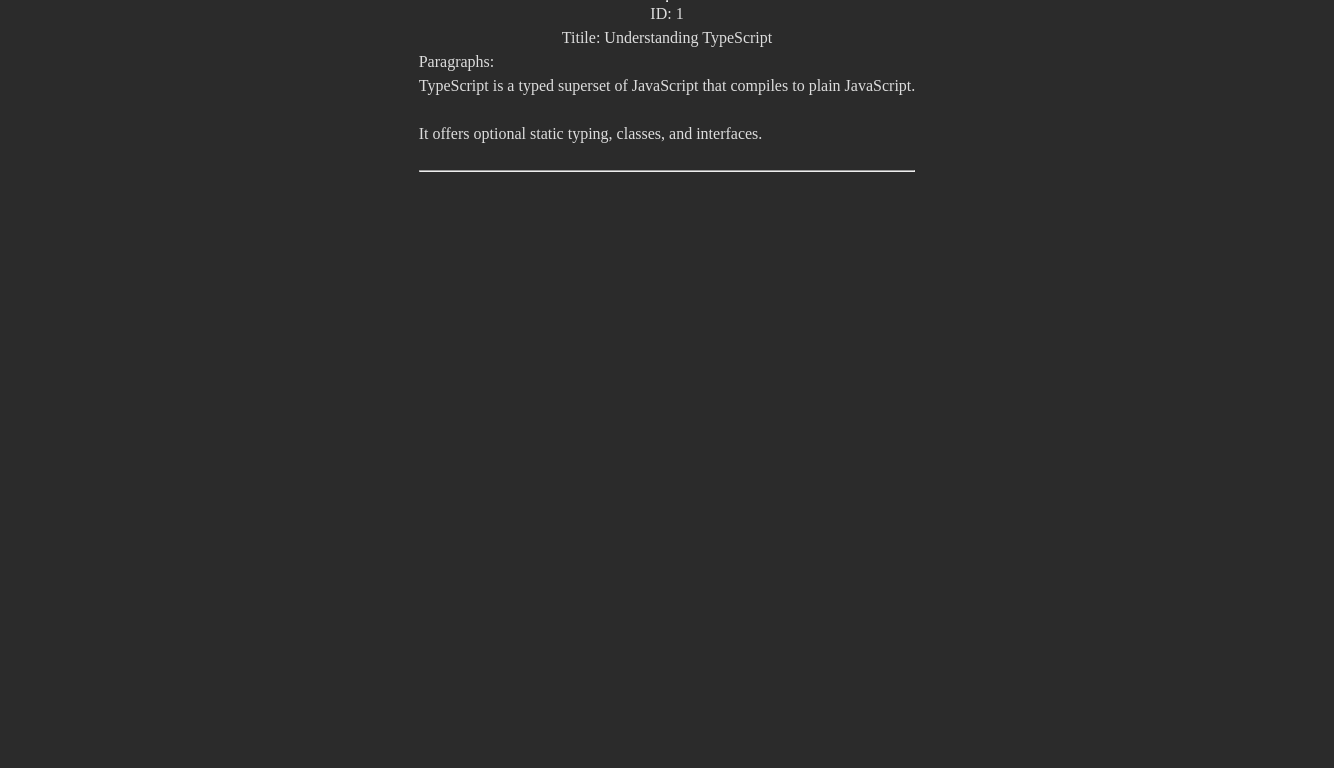 ID: 1
Titile: Understanding TypeScript
Paragraphs:
TypeScript is a typed superset of JavaScript that compiles to plain JavaScript.
It offers optional static typing, classes, and interfaces.